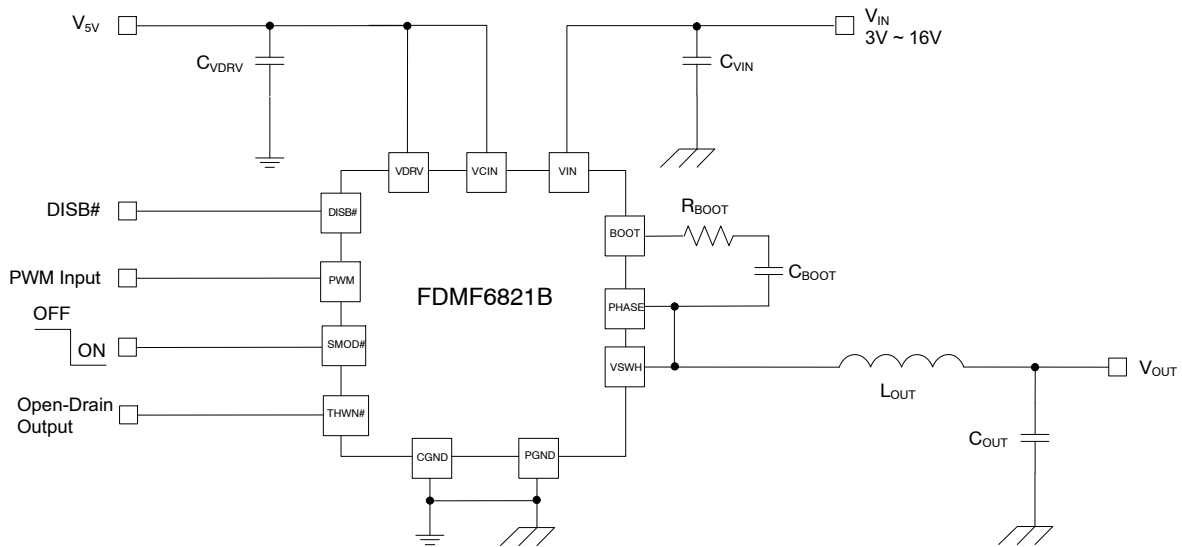 V5V
CVDRV
CVIN
VIN
3V ~ 16V
VDRV
VCIN
VIN
DISB#
DISB#
BOOT
RBOOT
CBOOT
PWM Input
PWM
FDMF6821B
PHASE
OFF
ON
SMOD#
VSWH
LOUT
VOUT
Open-Drain
Output
THWN#
COUT
CGND
PGND